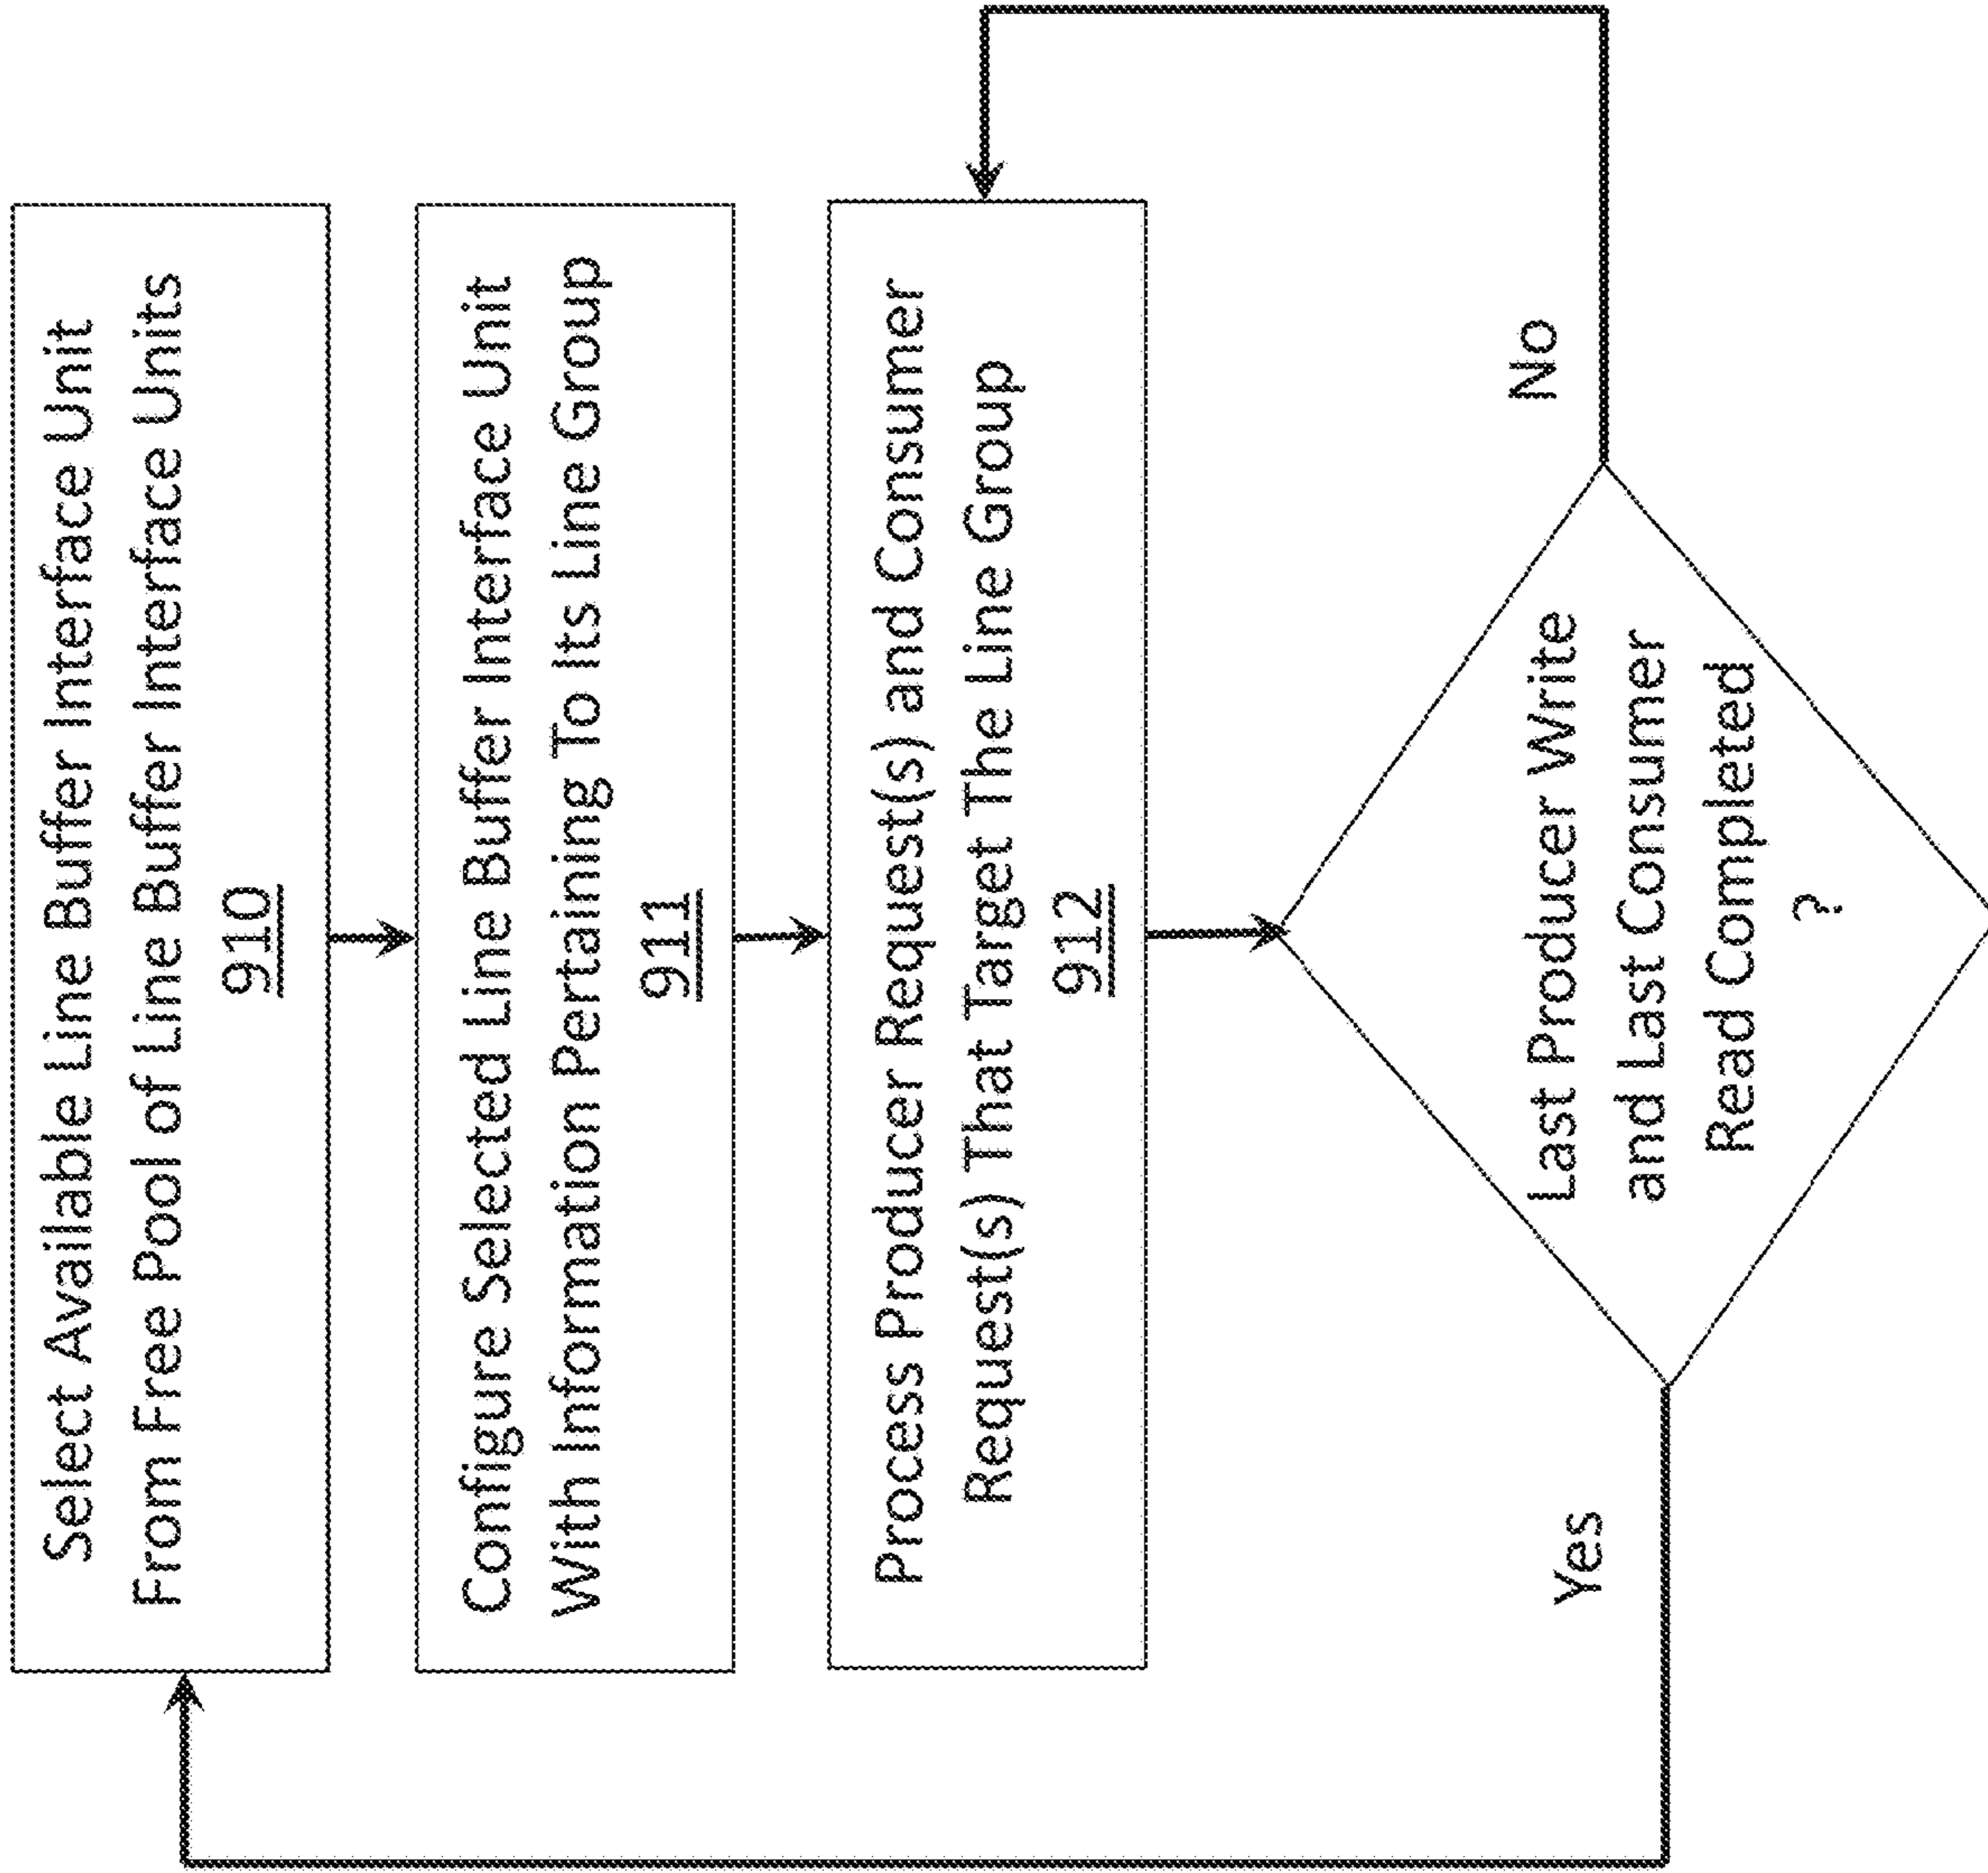 Select Available Line Buffer Interface Unit
From Free Pool of Line Buffer Interface Units
910
Configure Selected Line Buffer Interface Unit
With Information Pertaining To Its Line Group
911
Process Producer Request(s) and Consumer
Request(s) That Target The Line Group
912
Last Producer Write
and Last Consumer
Read Completed
?
Yes
No